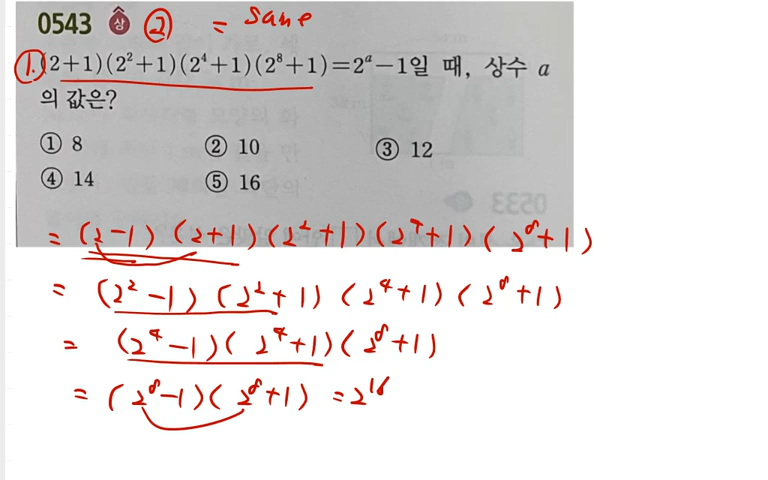 0543 상 ② = Same
1. (2+1)(2²+1)(2⁴+1)(2⁸+1)=2ᵃ-1일 때, 상수 a
의 값은?
① 8 ② 10 ③ 12
④ 14 ⑤ 16
= (2-1)(2+1)(2²+1)(2⁴+1)(2⁸+1)
= (2²-1)(2²+1)(2⁴+1)(2⁸+1)
= (2⁴-1)(2⁴+1)(2⁸+1)
= (2⁸-1)(2⁸+1) = 2¹⁶